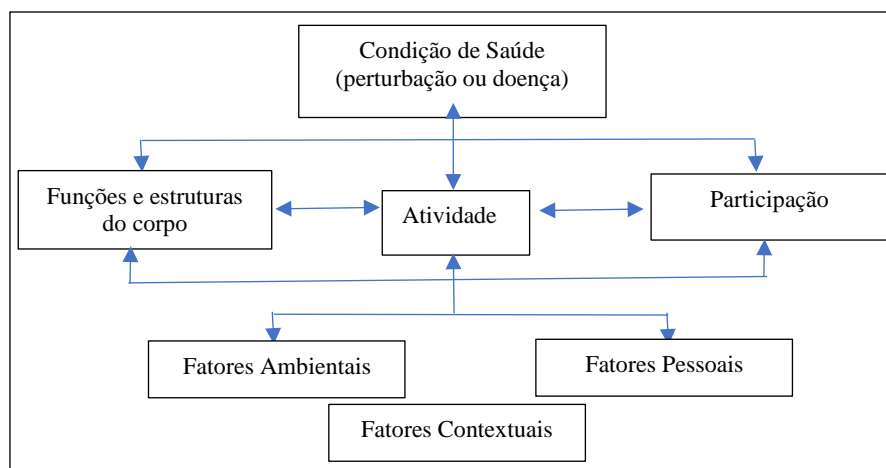 Condição de Saúde
(perturbação ou doença)
Funções e estruturas
do corpo
Atividade
Participação
Fatores Ambientais
Fatores Pessoais
Fatores Contextuais